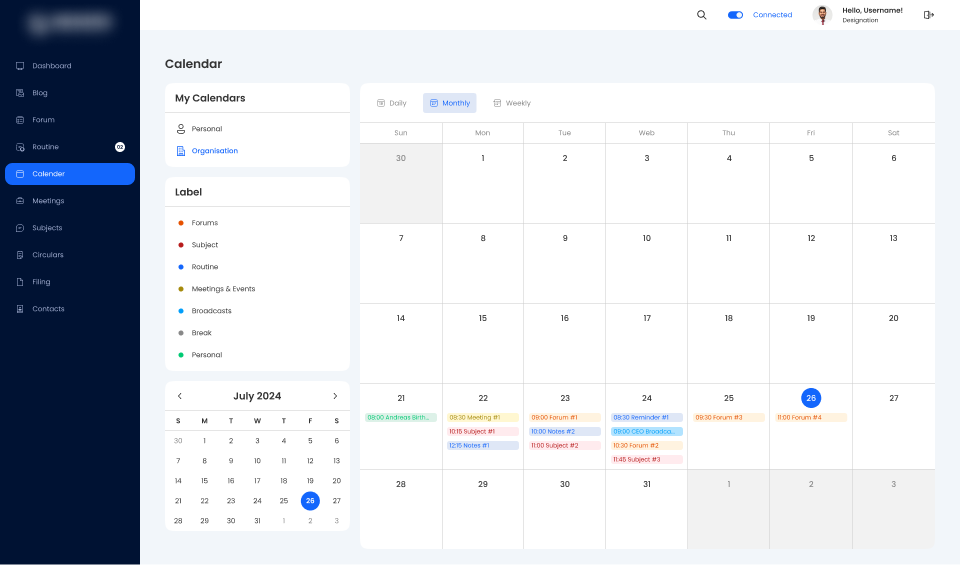 Connected
Hello, Username!
Designation
Dashboard
Blog
Forum
Routine
02
Calender
Meetings
Subjects
Circulars
Filing
Contacts
Calendar
My Calendars
Personal
Organisation
Label
Forums
Subject
Routine
Meetings & Events
Broadcasts
Break
Personal
July 2024
S M T W T F S
30 1 2 3 4 5 6
7 8 9 10 11 12 13
14 15 16 17 18 19 20
21 22 23 24 25 26 27
28 29 30 31 1 2 3
Daily Monthly Weekly
Sun Mon Tue Web Thu Fri Sat
30 1 2 3 4 5 6
7 8 9 10 11 12 13
14 15 16 17 18 19 20
21 22 23 24 25 26 27
08:00 Andreas Birth...
08:30 Meeting #1
10:15 Subject #1
12:15 Notes #1
09:00 Forum #1
10:00 Notes #2
11:00 Subject #2
08:30 Reminder #1
09:00 CEO Broadca...
10:30 Forum #2
11:45 Subject #3
09:30 Forum #3
11:00 Forum #4
28 29 30 31 1 2 3